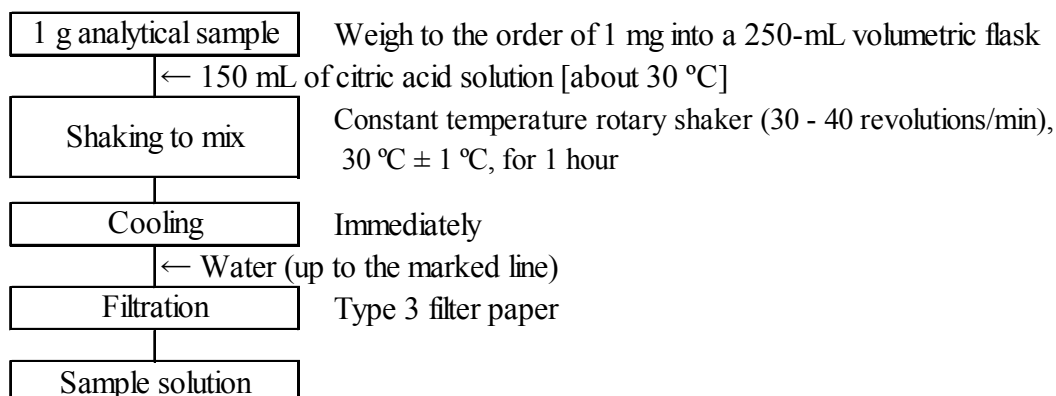 1 g analytical sample Weigh to the order of 1 mg into a 250-mL volumetric flask
← 150 mL of citric acid solution [about 30 ºC]
Shaking to mix Constant temperature rotary shaker (30 - 40 revolutions/min),
30 ºC ± 1 ºC, for 1 hour
Cooling Immediately
← Water (up to the marked line)
Filtration Type 3 filter paper
Sample solution